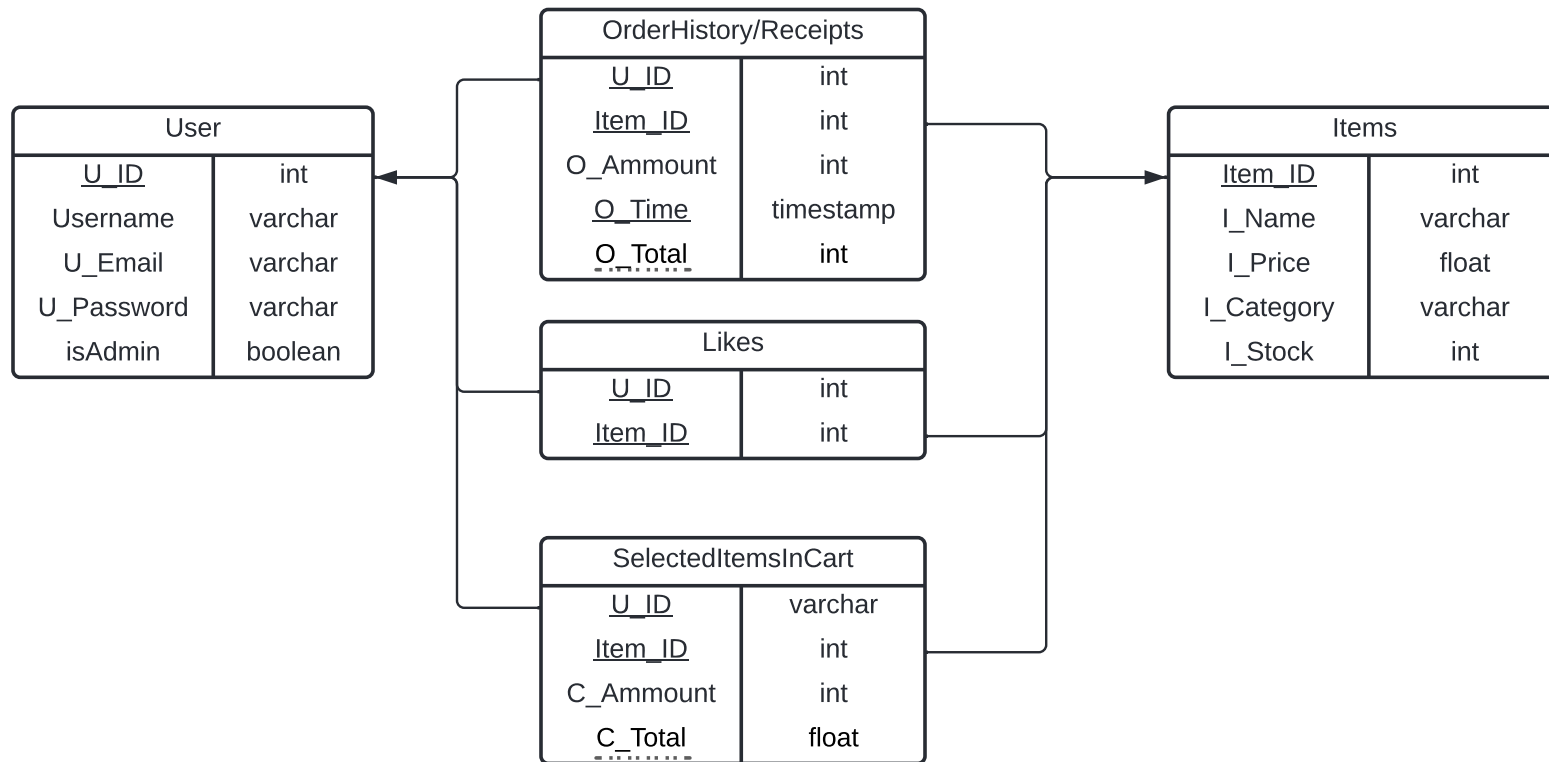 OrderHistory/Receipts
U_ID int
Item_ID int
O_Ammount int
O_Time timestamp
O_Total int
User
U_ID int
Username varchar
U_Email varchar
U_Password varchar
isAdmin boolean
Items
Item_ID int
I_Name varchar
I_Price float
I_Category varchar
I_Stock int
Likes
U_ID int
Item_ID int
SelectedItemsInCart
U_ID varchar
Item_ID int
C_Ammount int
C_Total float